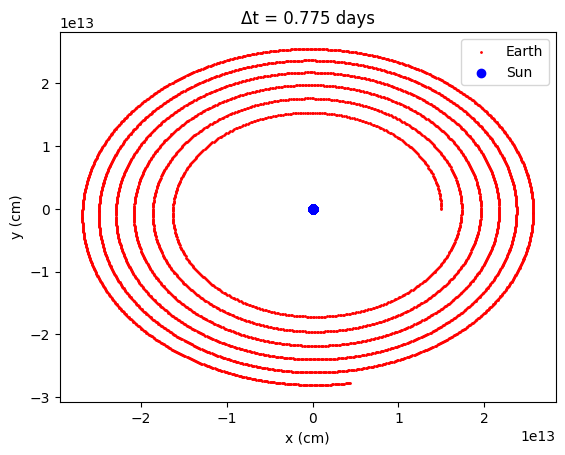 Δt = 0.775 days
1e13
Earth
Sun
2
1
0
−1
−2
−3
y (cm)
−2 −1 0 1 2
x (cm)
1e13